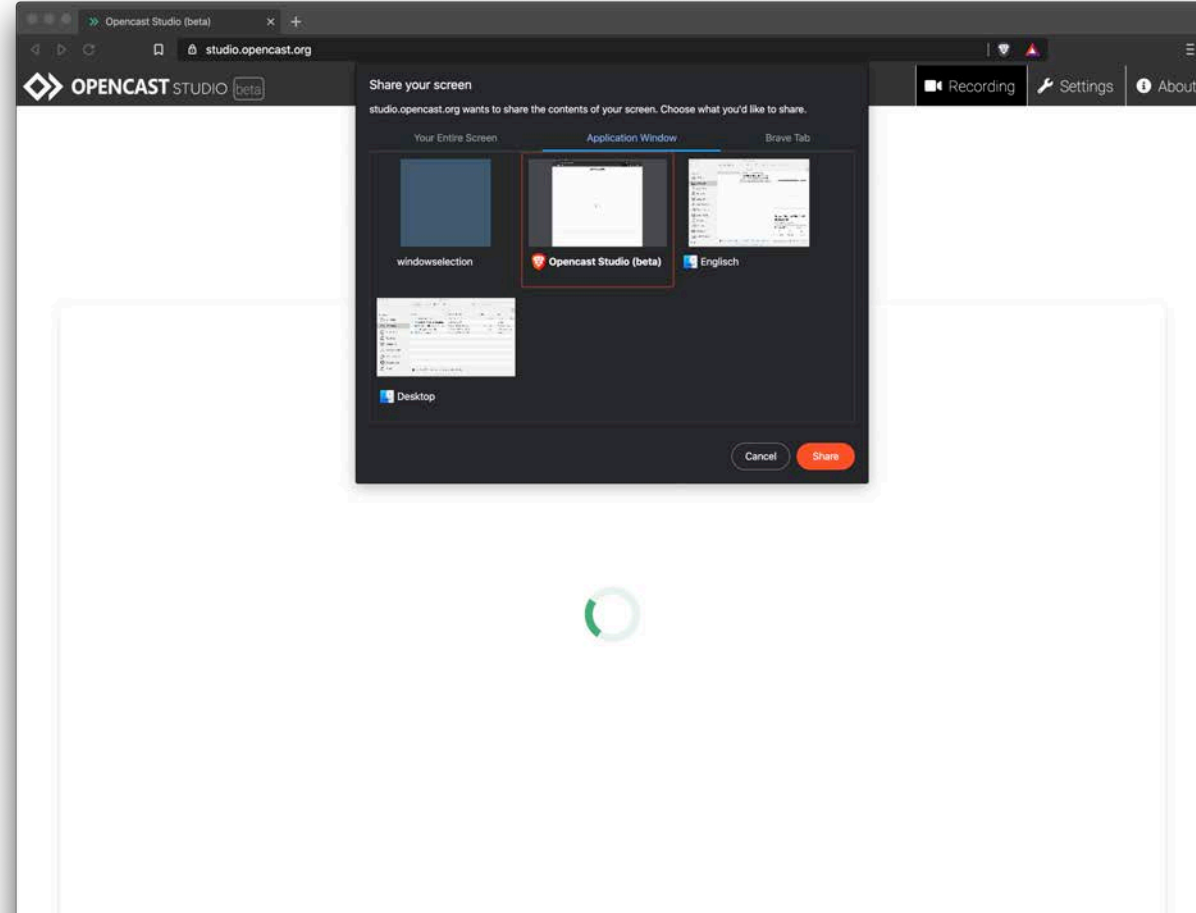 Opencast Studio (beta)
studio.opencast.org
OPENCAST STUDIO beta
Recording
Settings
About
Share your screen
studio.opencast.org wants to share the contents of your screen. Choose what you'd like to share.
Your Entire Screen
Application Window
Brave Tab
windowselection
Opencast Studio (beta)
Englisch
Desktop
Cancel
Share